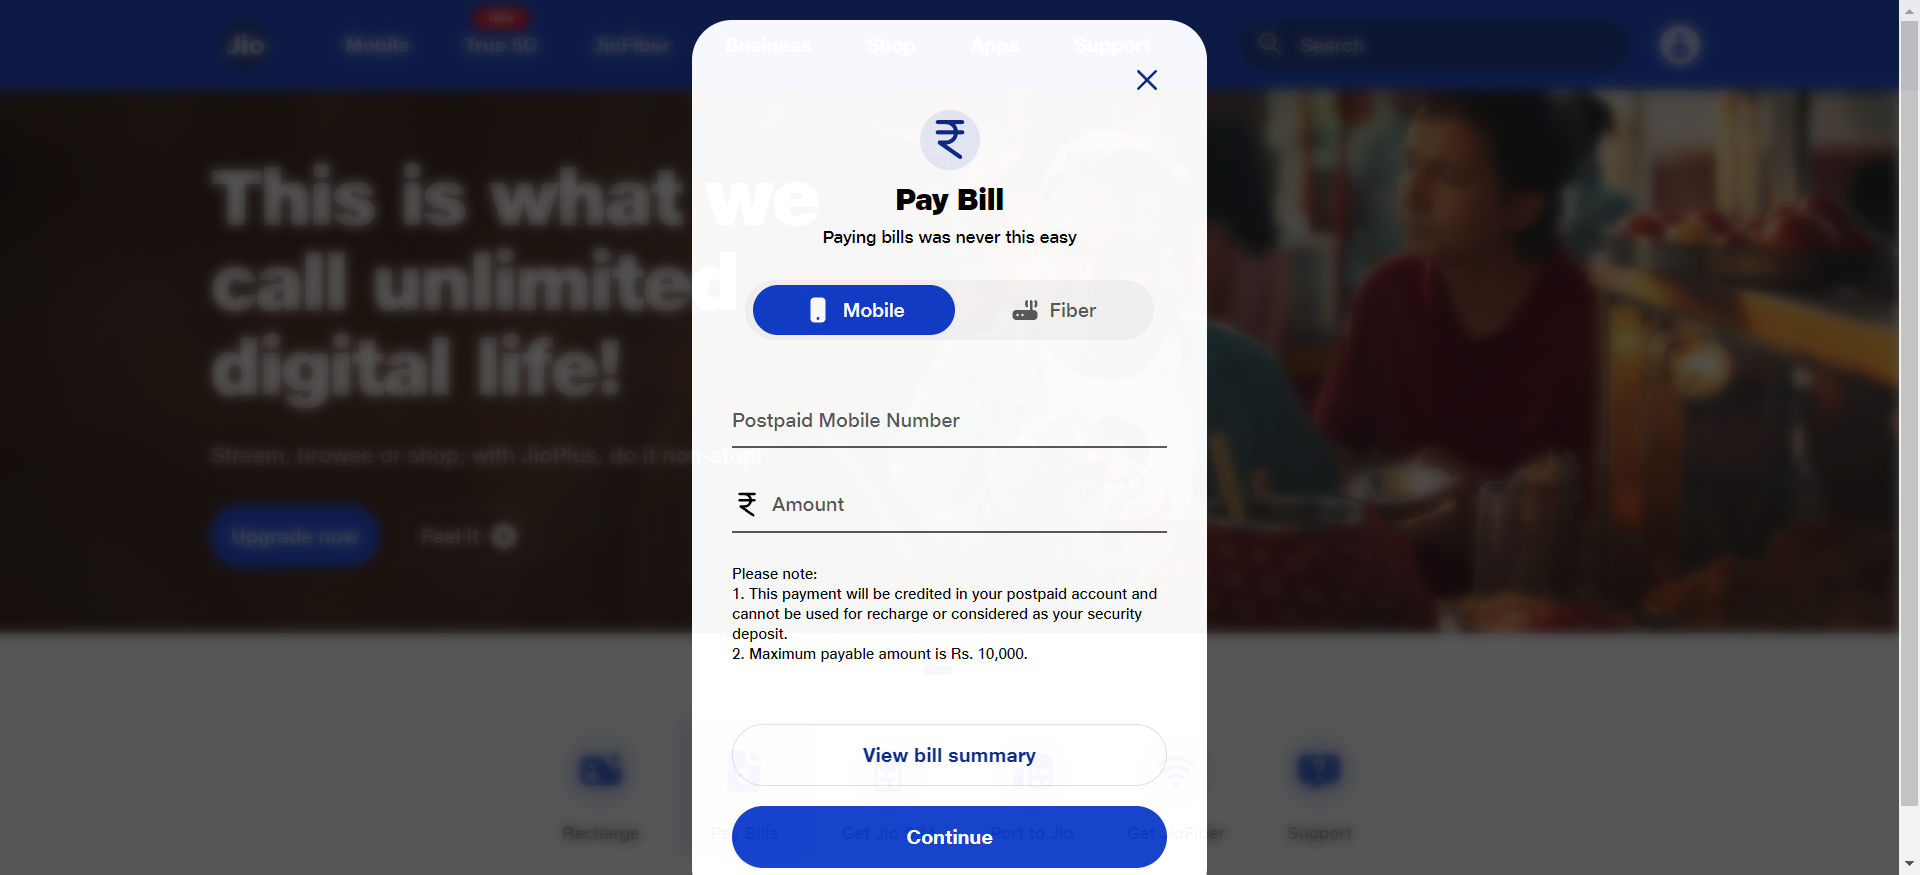 Jio
Mobile
New
True 5G
JioFiber
Business
Shop
Apps
Support
Search
Pay Bill
Paying bills was never this easy
Mobile
Fiber
Postpaid Mobile Number
₹ Amount
Please note:
1. This payment will be credited in your postpaid account and
cannot be used for recharge or considered as your security
deposit.
2. Maximum payable amount is Rs. 10,000.
View bill summary
Continue
This is what we
call unlimited
digital life!
Stream, browse or shop; with JioPlus, do it non-stop!
Upgrade now
Feel it
Recharge
Pay Bills
Get Jio
Port to Jio
Get JioFiber
Support